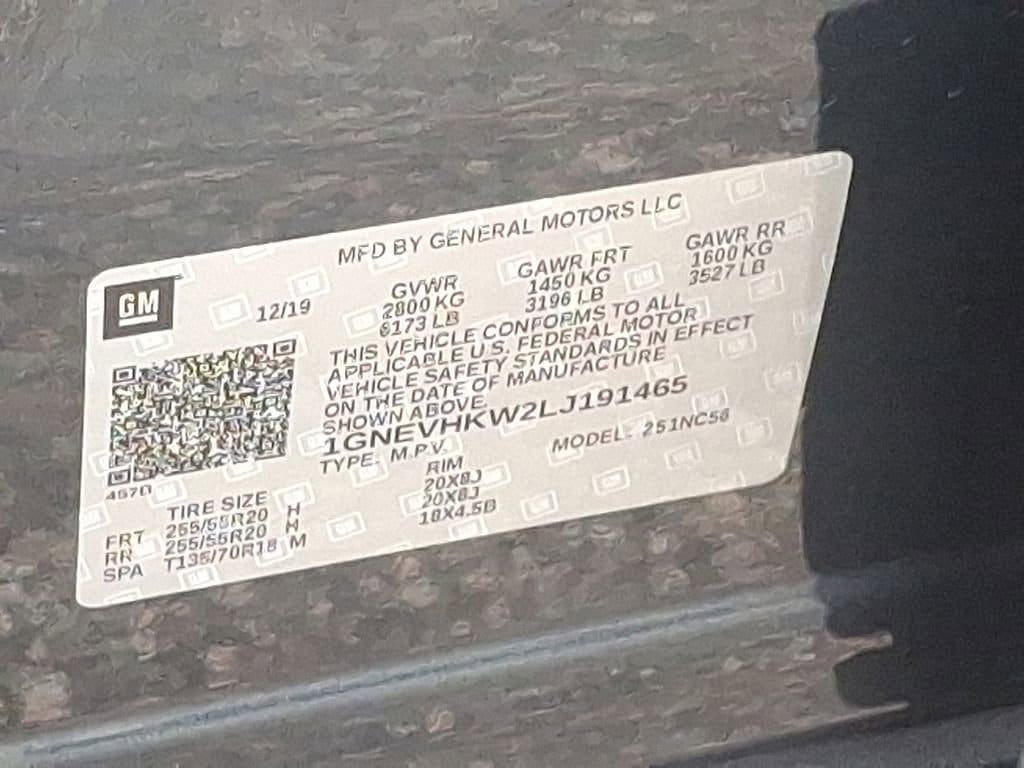 MFD BY GENERAL MOTORS LLC
GM
12/19
GVWR GAWR FRT GAWR RR
2800 KG 1450 KG 1600 KG
6173 LB 3196 LB 3527 LB
THIS VEHICLE CONFORMS TO ALL
APPLICABLE U.S. FEDERAL MOTOR
VEHICLE SAFETY STANDARDS IN EFFECT
ON THE DATE OF MANUFACTURE
SHOWN ABOVE.
1GNEVHKW2LJ191465
TYPE: M.P.V. MODEL: 251NC56
457D
TIRE SIZE RIM
FRT 255/55R20 H 20X8J
RR 255/55R20 H 20X8J
SPA T135/70R18 M 18X4.5B